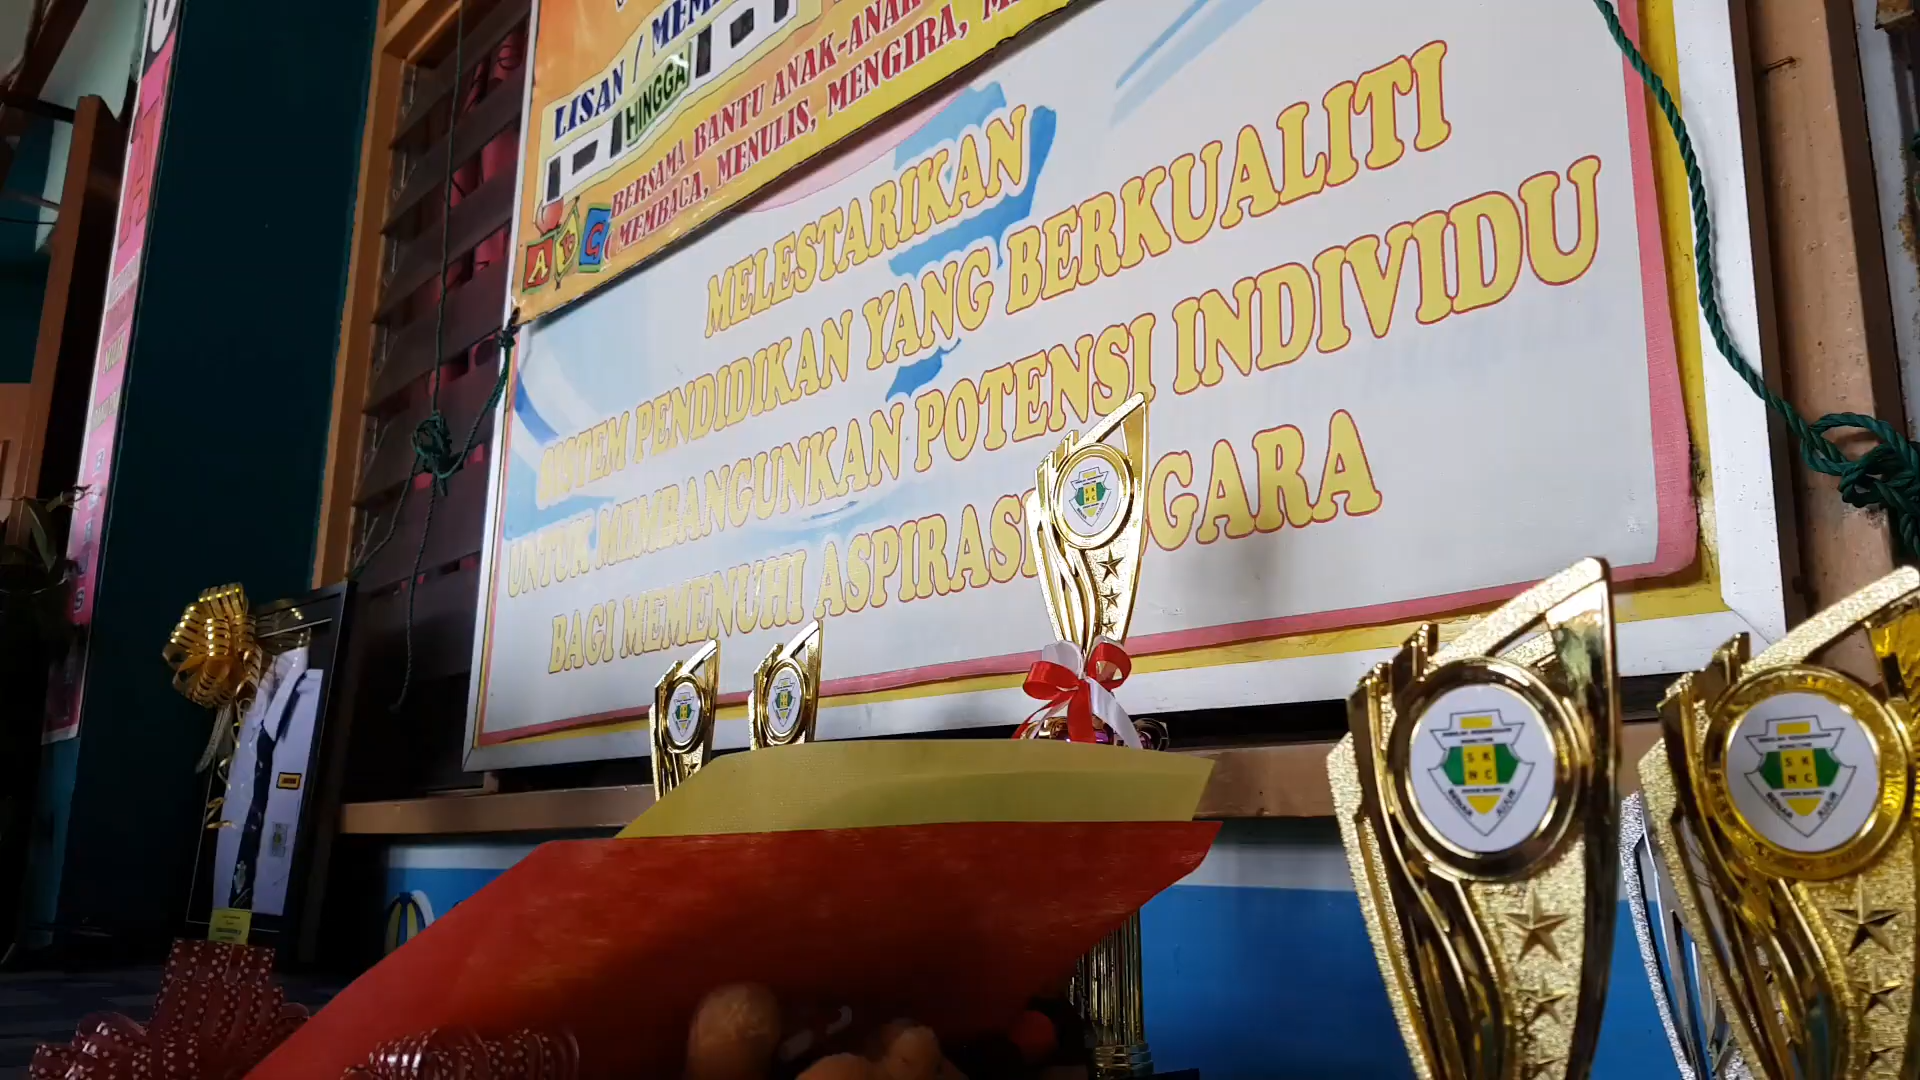 LISAN /
HINGGA
BERSAMA BANTU ANAK-ANAK
( MEMBACA, MENULIS, MENGIRA,
A b C
MELESTARIKAN
SISTEM PENDIDIKAN YANG BERKUALITI
UNTUK MEMBANGUNKAN POTENSI INDIVIDU
BAGI MEMENUHI ASPIRASI GARA
S K
N C
S K
N C